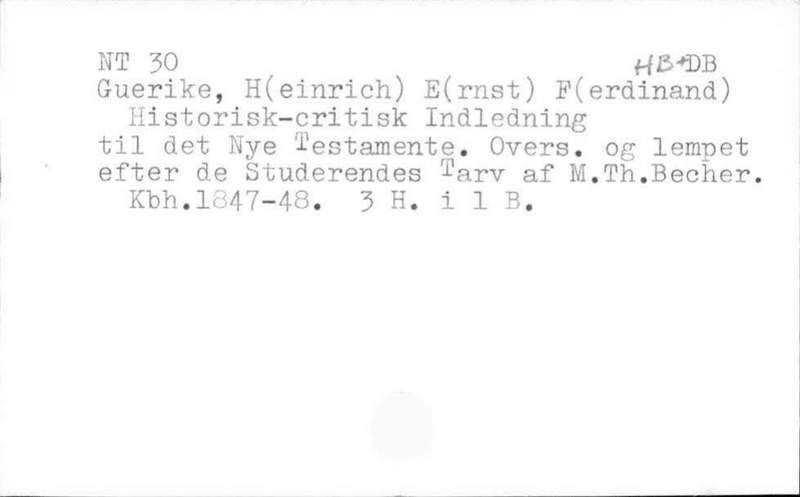 NT 30 HB+DB
Guerike, H(einrich) E(rnst) F(erdinand)
Historisk-critisk Indledning
til det Nye Testamente. Overs. og lempet
efter de Studerendes Tarv af M.Th.Becher.
Kbh.1847-48. 3 H. i 1 B.